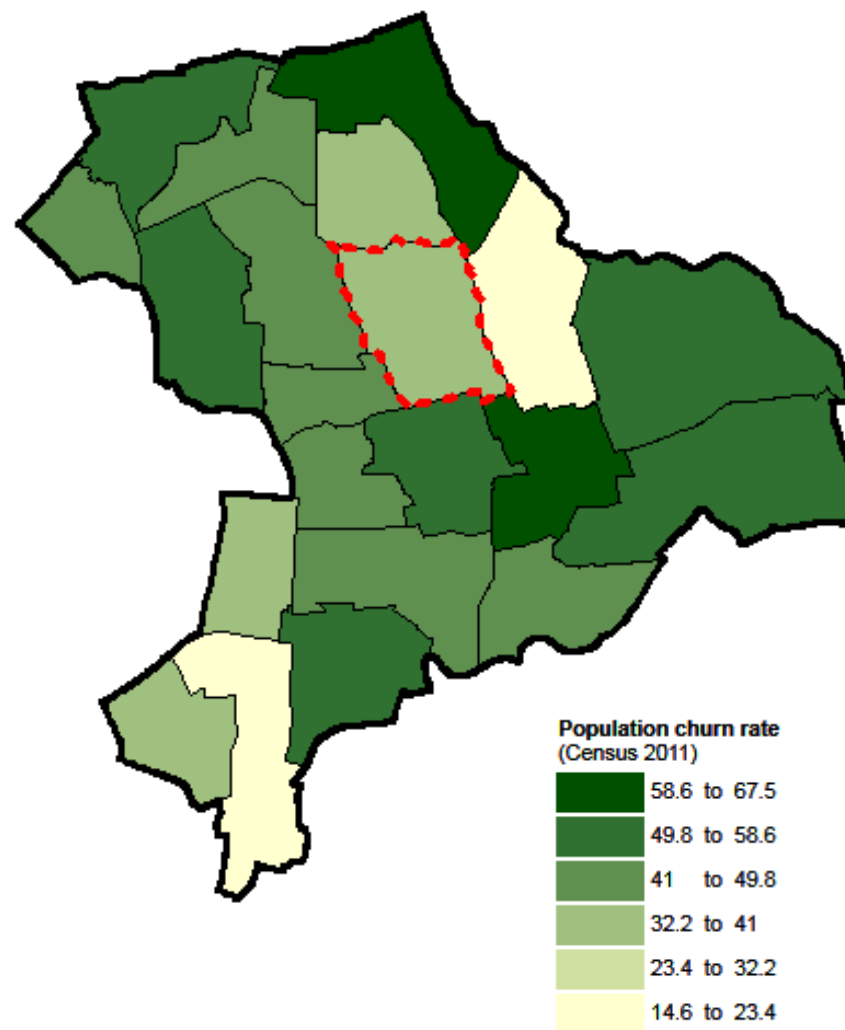 Population churn rate
(Census 2011)
58.6 to 67.5
49.8 to 58.6
41 to 49.8
32.2 to 41
23.4 to 32.2
14.6 to 23.4